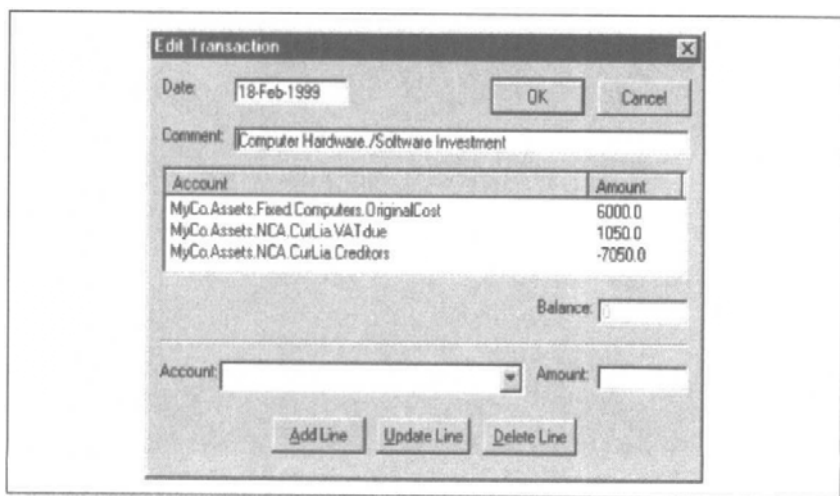 Edit Transaction
Date: 18-Feb-1999 OK Cancel
Comment: Computer Hardware./Software Investment
Account Amount
MyCo.Assets.Fixed.Computers.OriginalCost 6000.0
MyCo.Assets.NCA.CurLia.VATdue 1050.0
MyCo.Assets.NCA.CurLia.Creditors -7050.0
Balance: 0
Account: Amount:
Add Line Update Line Delete Line